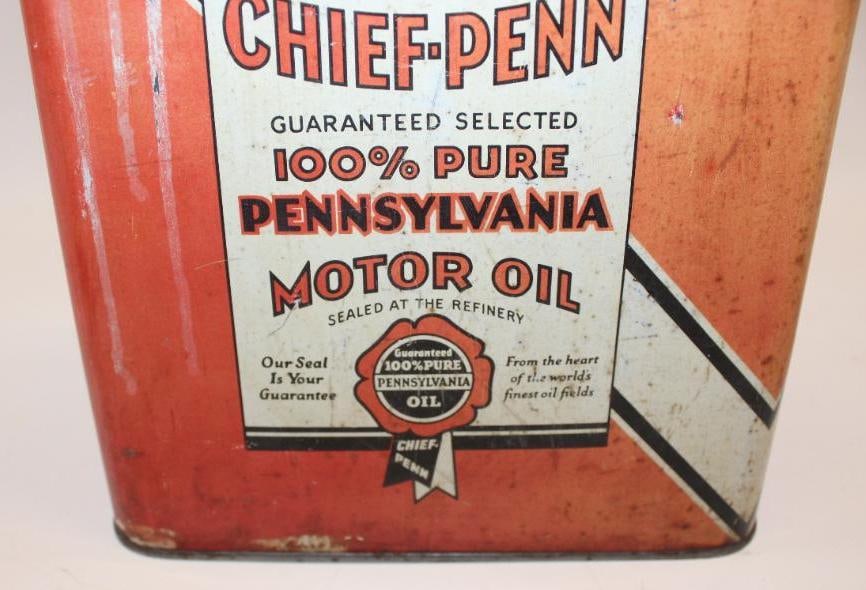 CHIEF-PENN
GUARANTEED SELECTED
100% PURE
PENNSYLVANIA
MOTOR OIL
SEALED AT THE REFINERY
Our Seal
Is Your
Guarantee
Guaranteed
100% PURE
PENNSYLVANIA
OIL
From the heart
of the world's
finest oil fields
CHIEF-
PENN